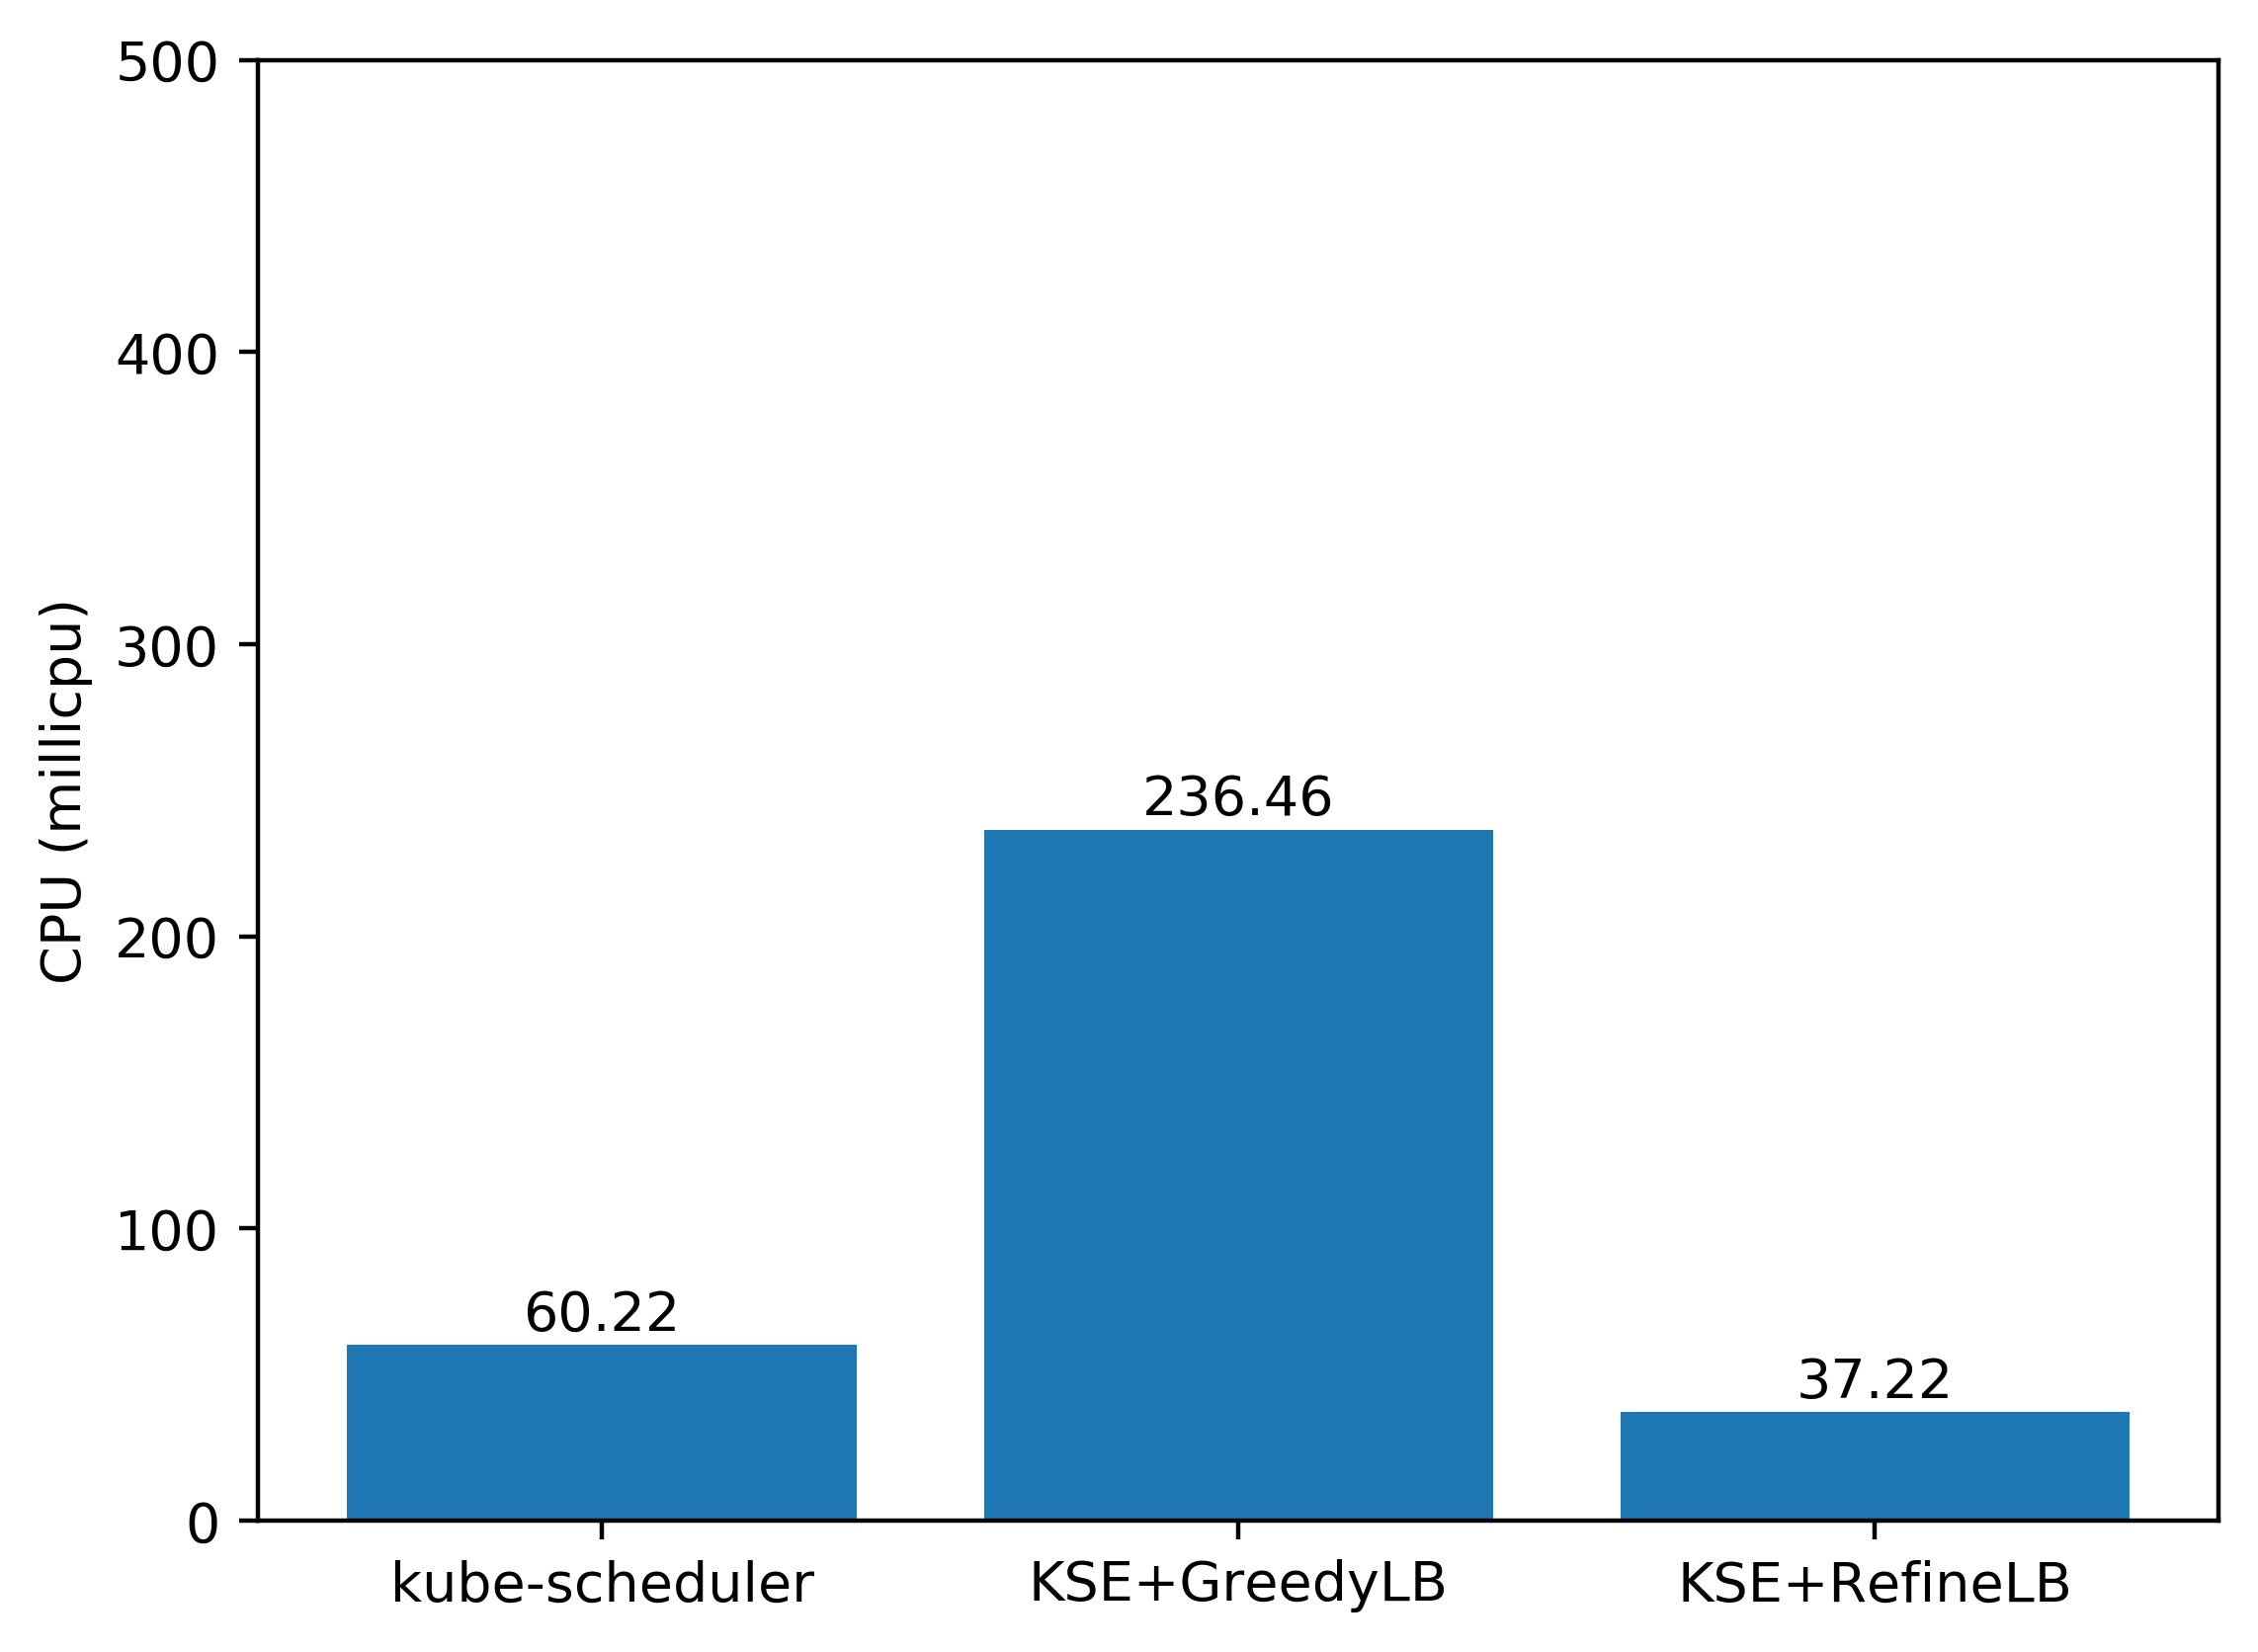 500
400
300
200
100
0
CPU (millicpu)
60.22
236.46
37.22
kube-scheduler
KSE+GreedyLB
KSE+RefineLB